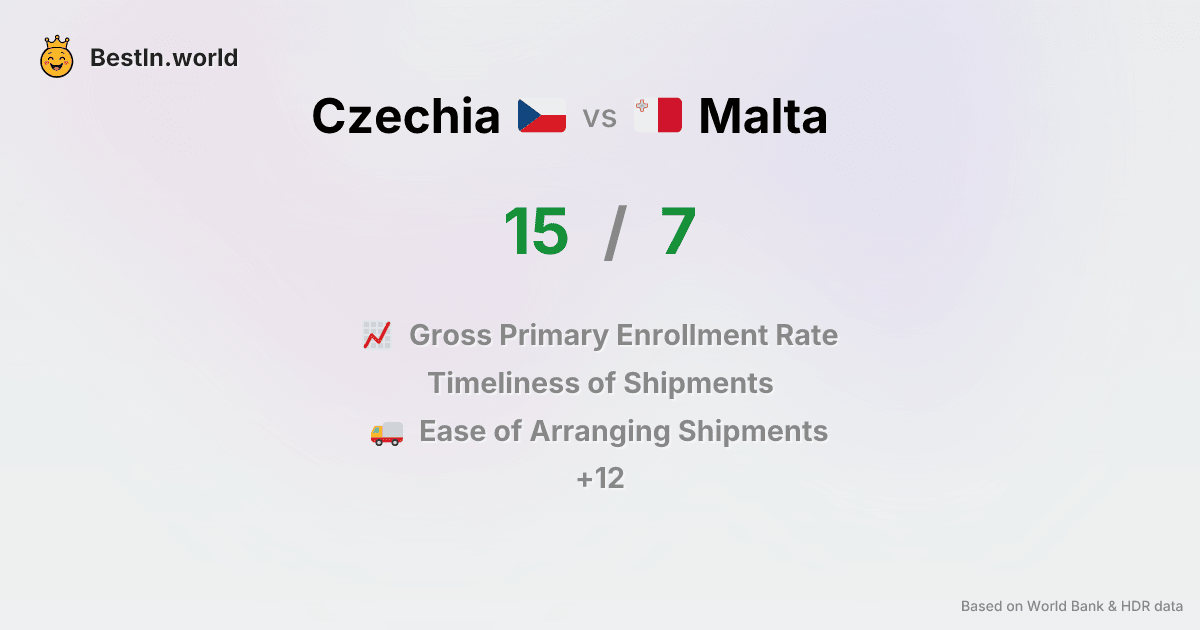 BestIn.world
Czechia vs Malta
15 / 7
Gross Primary Enrollment Rate
Timeliness of Shipments
Ease of Arranging Shipments
+12
Based on World Bank & HDR data